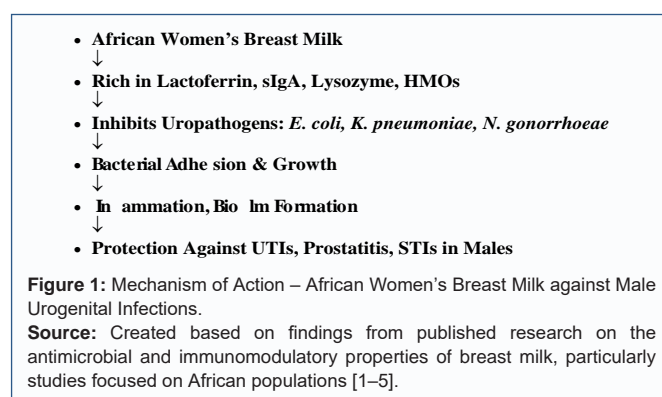 • African Women's Breast Milk
↓
• Rich in Lactoferrin, sIgA, Lysozyme, HMOs
↓
• Inhibits Uropathogens: E. coli, K. pneumoniae, N. gonorrhoeae
↓
• Bacterial Adhe sion & Growth
↓
• In ammation, Bio lm Formation
↓
• Protection Against UTIs, Prostatitis, STIs in Males
Figure 1: Mechanism of Action – African Women's Breast Milk against Male
Urogenital Infections.
Source: Created based on findings from published research on the
antimicrobial and immunomodulatory properties of breast milk, particularly
studies focused on African populations [1–5].